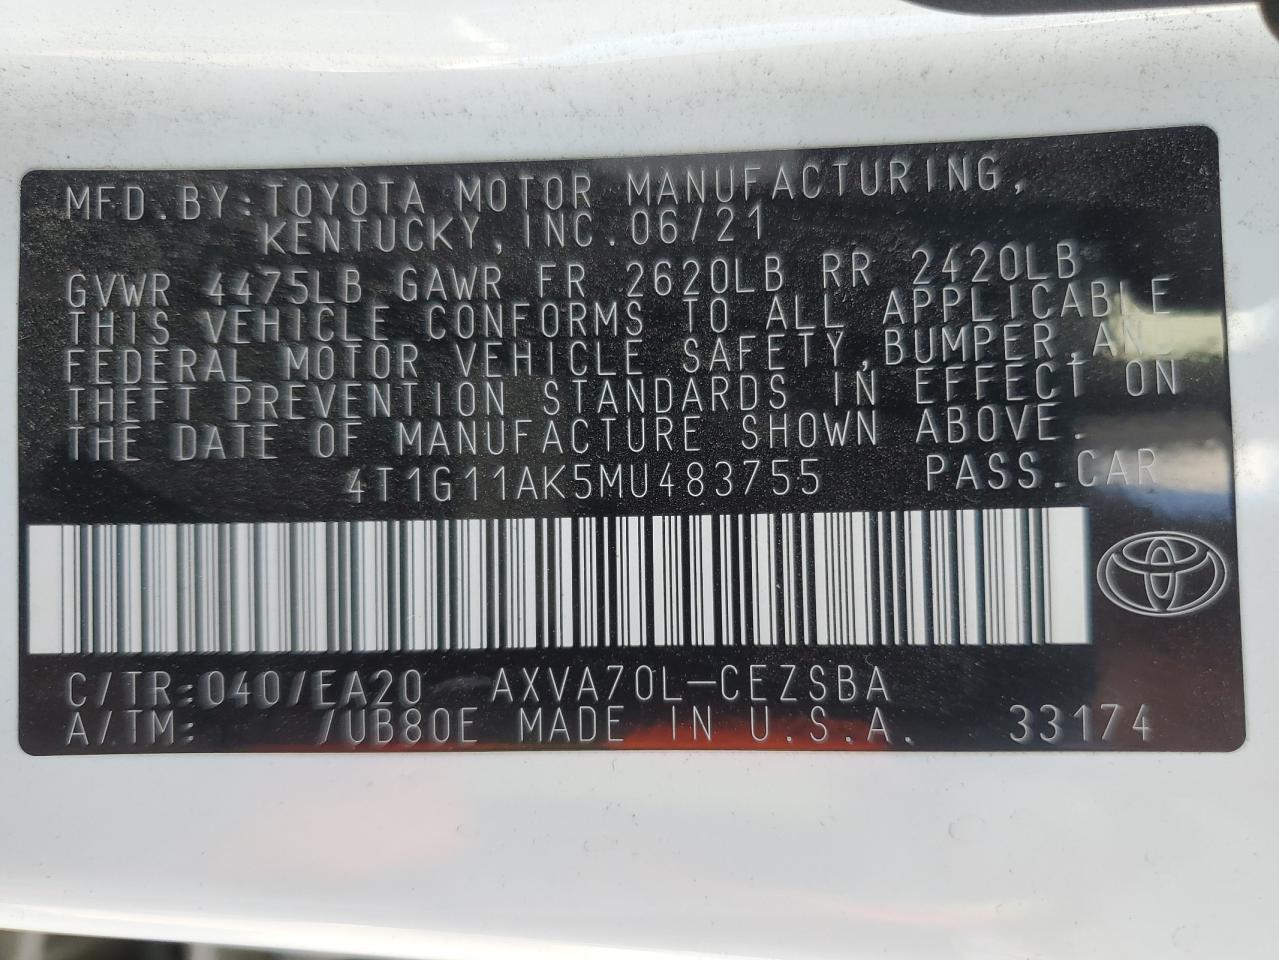 MFD.BY:TOYOTA MOTOR MANUFACTURING,
KENTUCKY,INC.06/21
GVWR 4475LB GAWR FR 2620LB RR 2420LB
THIS VEHICLE CONFORMS TO ALL APPLICABLE
FEDERAL MOTOR VEHICLE SAFETY,BUMPER,AND
THEFT PREVENTION STANDARDS IN EFFECT ON
THE DATE OF MANUFACTURE SHOWN ABOVE.
4T1G11AK5MU483755 PASS.CAR
C/TR:040/EA20 AXVA70L-CEZSBA
A/TM: /UB80E MADE IN U.S.A. 33174